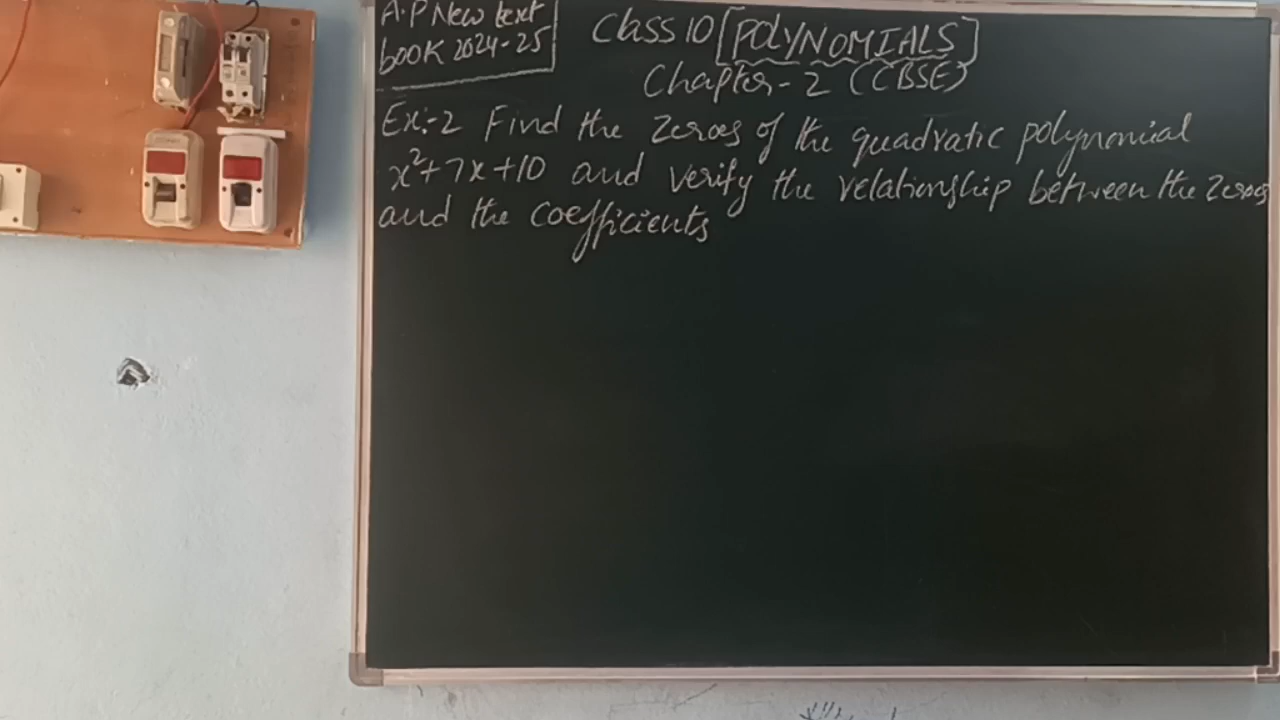 A.P New text
book 2024-25
Class 10 [POLYNOMIALS]
Chapter-2 (CBSE)
Ex:-2 Find the zeroes of the quadratic polynomial
x²+7x+10 and verify the relationship between the zeroes
and the coefficients